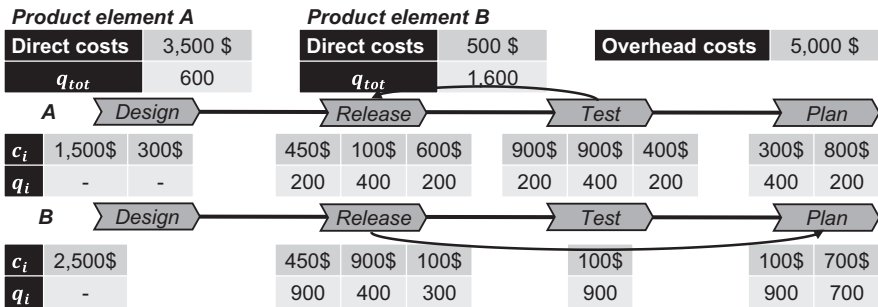 Product element A Product element B
Direct costs 3,500 $ Direct costs 500 $ Overhead costs 5,000 $
q_tot 600 q_tot 1,600
A Design Release Test Plan
c_i 1,500$ 300$ 450$ 100$ 600$ 900$ 900$ 400$ 300$ 800$
q_i - - 200 400 200 200 400 200 400 200
B Design Release Test Plan
c_i 2,500$ 450$ 900$ 100$ 100$ 100$ 700$
q_i - 900 400 300 900 900 700